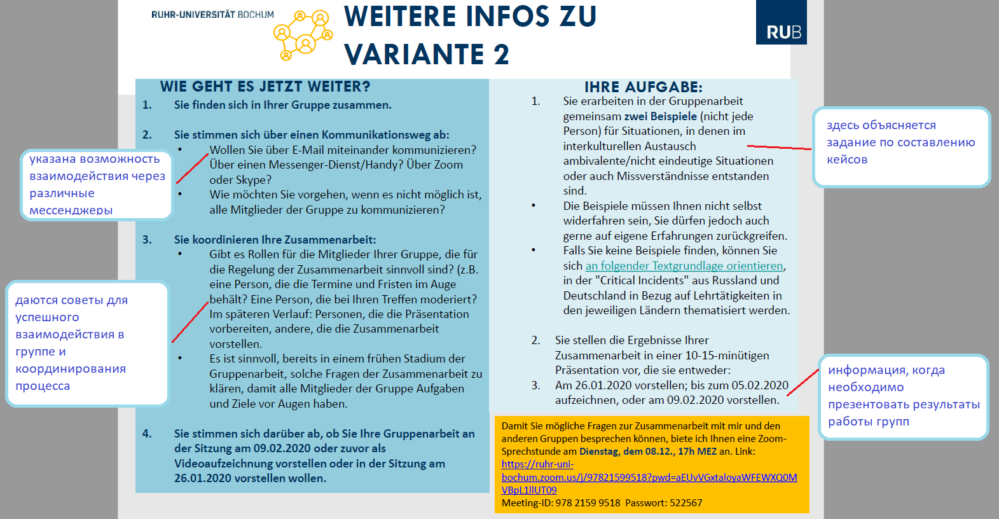 RUHR-UNIVERSITÄT BOCHUM
WEITERE INFOS ZU
VARIANTE 2
RUB
WIE GEHT ES JETZT WEITER?
1. Sie finden sich in Ihrer Gruppe zusammen.
2. Sie stimmen sich über einen Kommunikationsweg ab:
• Wollen Sie über E-Mail miteinander kommunizieren?
Über einen Messenger-Dienst/Handy? Über Zoom
oder Skype?
• Wie möchten Sie vorgehen, wenn es nicht möglich ist,
alle Mitglieder der Gruppe zu kommunizieren?
3. Sie koordinieren Ihre Zusammenarbeit:
• Gibt es Rollen für die Mitglieder Ihrer Gruppe, die für
die Regelung der Zusammenarbeit sinnvoll sind? (z.B.
eine Person, die die Termine und Fristen im Auge
behält? Eine Person, die bei Ihren Treffen moderiert?
Im späteren Verlauf: Personen, die die Präsentation
vorbereiten, andere, die die Zusammenarbeit
vorstellen.
• Es ist sinnvoll, bereits in einem frühen Stadium der
Gruppenarbeit, solche Fragen der Zusammenarbeit zu
klären, damit alle Mitglieder der Gruppe Aufgaben
und Ziele vor Augen haben.
4. Sie stimmen sich darüber ab, ob Sie Ihre Gruppenarbeit an
der Sitzung am 09.02.2020 oder zuvor als
Videoaufzeichnung vorstellen oder in der Sitzung am
26.01.2020 vorstellen wollen.
IHRE AUFGABE:
1. Sie erarbeiten in der Gruppenarbeit
gemeinsam zwei Beispiele (nicht jede
Person) für Situationen, in denen im
interkulturellen Austausch
ambivalente/nicht eindeutige Situationen
oder auch Missverständnisse entstanden
sind.
• Die Beispiele müssen Ihnen nicht selbst
widerfahren sein, Sie dürfen jedoch auch
gerne auf eigene Erfahrungen zurückgreifen.
• Falls Sie keine Beispiele finden, können Sie
sich an folgender Textgrundlage orientieren,
in der "Critical Incidents" aus Russland und
Deutschland in Bezug auf Lehrtätigkeiten in
den jeweiligen Ländern thematisiert werden.
2. Sie stellen die Ergebnisse Ihrer
Zusammenarbeit in einer 10-15-minütigen
Präsentation vor, die sie entweder:
3. Am 26.01.2020 vorstellen; bis zum 05.02.2020
aufzeichnen, oder am 09.02.2020 vorstellen.
Damit Sie mögliche Fragen zur Zusammenarbeit mit mir und den
anderen Gruppen besprechen können, biete ich Ihnen eine Zoom-
Sprechstunde am Dienstag, dem 08.12., 17h MEZ an. Link:
https://ruhr-uni-
bochum.zoom.us/j/97821599518?pwd=aEUvVGxtaloyaWFEWXQ0M
VBpL1llUT09
Meeting-ID: 978 2159 9518 Passwort: 522567
указана возможность
взаимодействия через
различные
мессенджеры
даются советы для
успешного
взаимодействия в
группе и
координирования
процесса
здесь объясняется
задание по составлению
кейсов
информация, когда
необходимо
презентовать результаты
работы групп